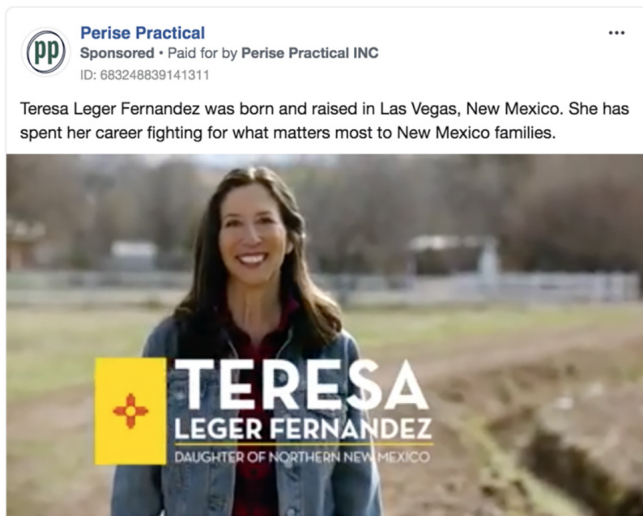 pp
Perise Practical
Sponsored • Paid for by Perise Practical INC
ID: 683248839141311
Teresa Leger Fernandez was born and raised in Las Vegas, New Mexico. She has
spent her career fighting for what matters most to New Mexico families.
TERESA
LEGER FERNANDEZ
DAUGHTER OF NORTHERN NEW MEXICO